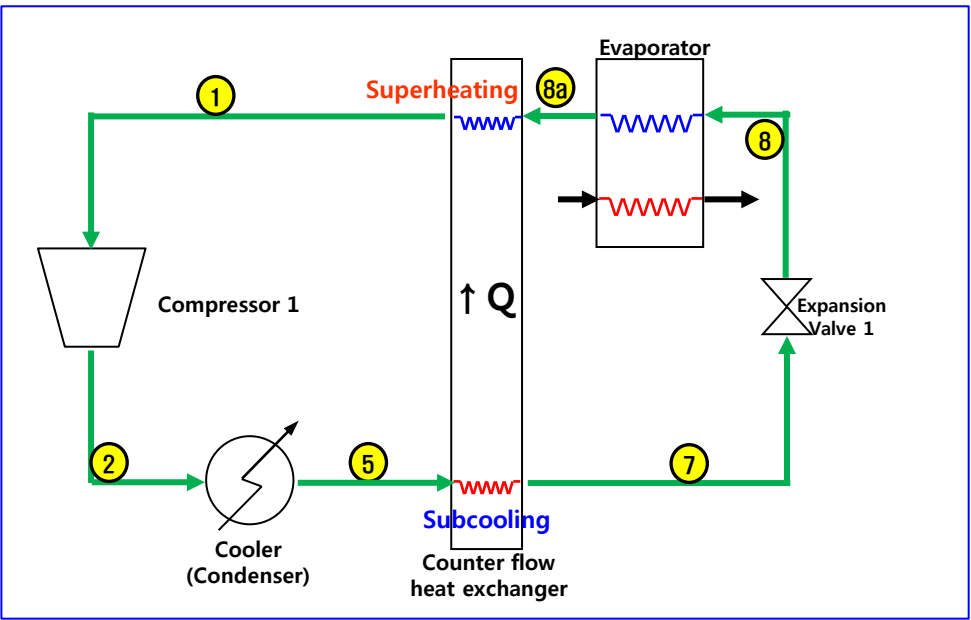 Evaporator
Superheating
8a
1
8
↑ Q
Compressor 1
Expansion
Valve 1
2
5
7
Subcooling
Cooler
(Condenser)
Counter flow
heat exchanger